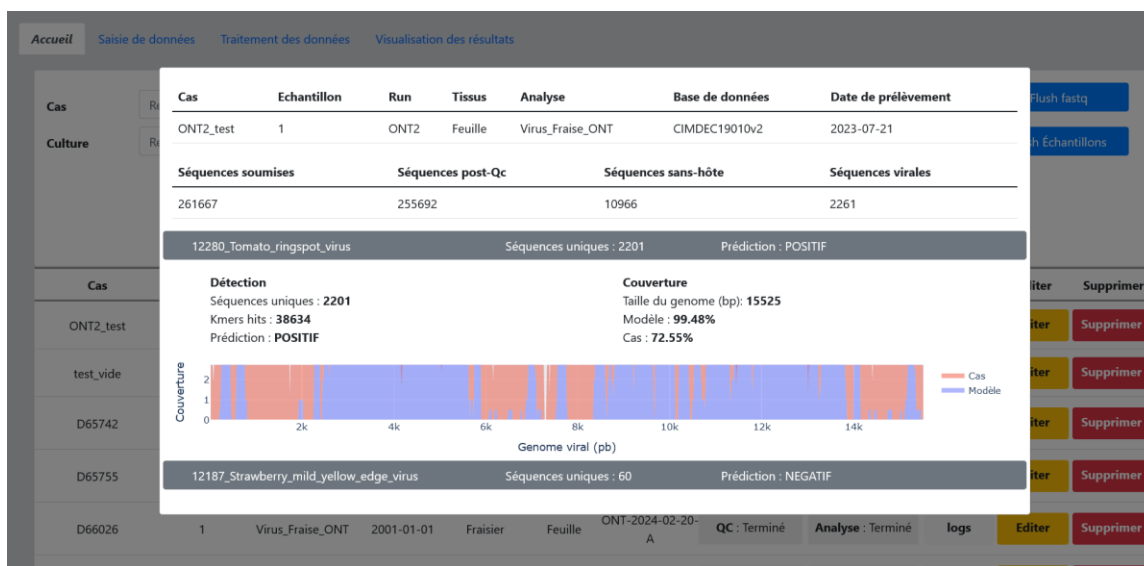 Accueil Saisie de données Traitement des données Visualisation des résultats
Cas Echantillon Run Tissus Analyse Base de données Date de prélèvement
ONT2_test 1 ONT2 Feuille Virus_Fraise_ONT CIMDEC19010v2 2023-07-21
Cas Re Flush fastq
Culture Re sh Échantillons
Séquences soumises Séquences post-Qc Séquences sans-hôte Séquences virales
261667 255692 10966 2261
12280_Tomato_ringspot_virus Séquences uniques : 2201 Prédiction : POSITIF
Détection Couverture
Séquences uniques : 2201 Taille du genome (bp): 15525
Kmers hits : 38634 Modèle : 99.48%
Prédiction : POSITIF Cas : 72.55%
Couverture
2
1
0
2k 4k 6k 8k 10k 12k 14k
Genome viral (pb)
Cas
Modèle
12187_Strawberry_mild_yellow_edge_virus Séquences uniques : 60 Prédiction : NEGATIF
Cas iter Supprimer
ONT2_test iter Supprimer
test_vide iter Supprimer
D65742 iter Supprimer
D65755 iter Supprimer
D66026 1 Virus_Fraise_ONT 2001-01-01 Fraisier Feuille ONT-2024-02-20-
A QC : Terminé Analyse : Terminé logs Editer Supprimer